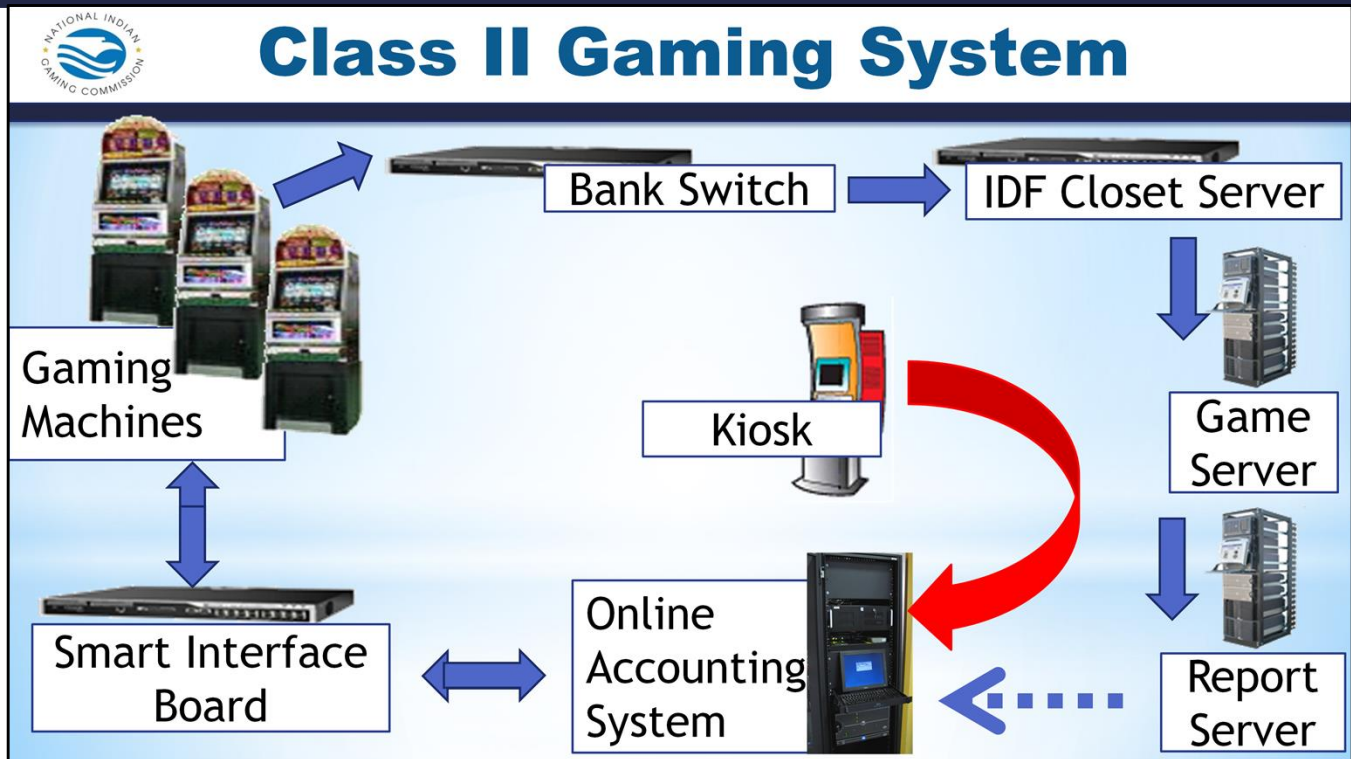 NATIONAL INDIAN
GAMING COMMISSION
Class II Gaming System
Bank Switch
IDF Closet Server
Gaming
Machines
Kiosk
Game
Server
Smart Interface
Board
Online
Accounting
System
Report
Server